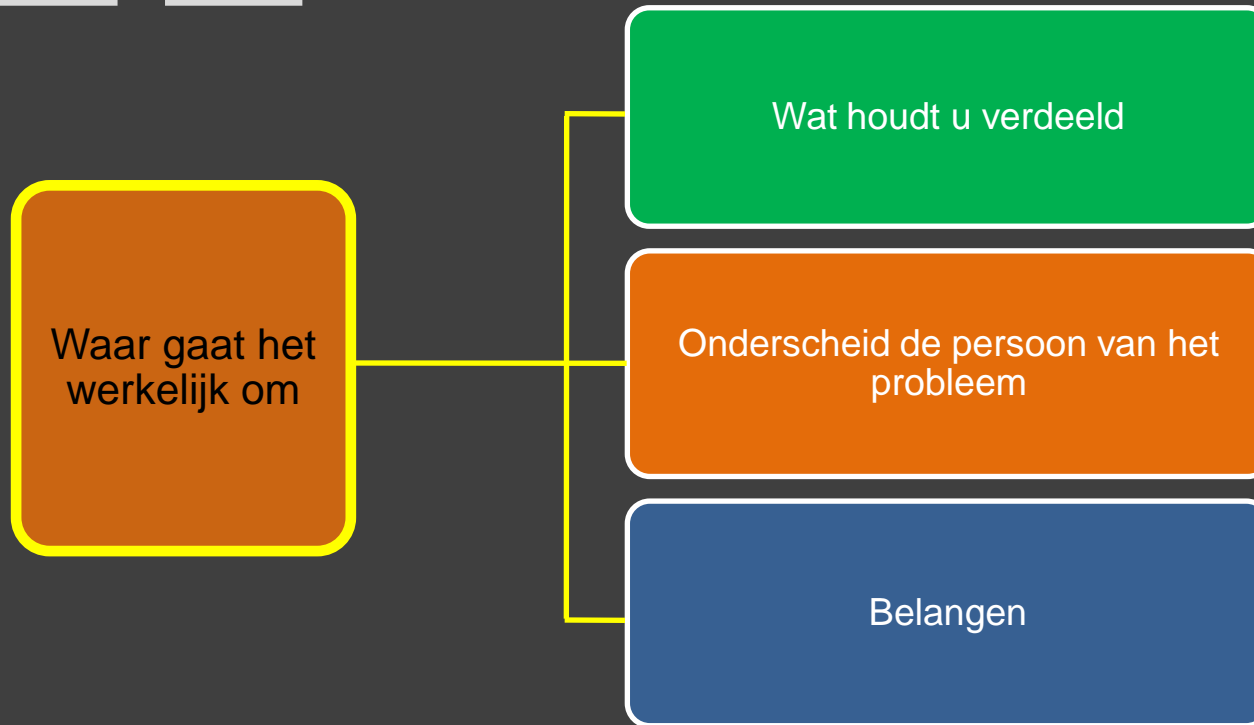 Wat houdt u verdeeld
Waar gaat het
werkelijk om
Onderscheid de persoon van het
probleem
Belangen